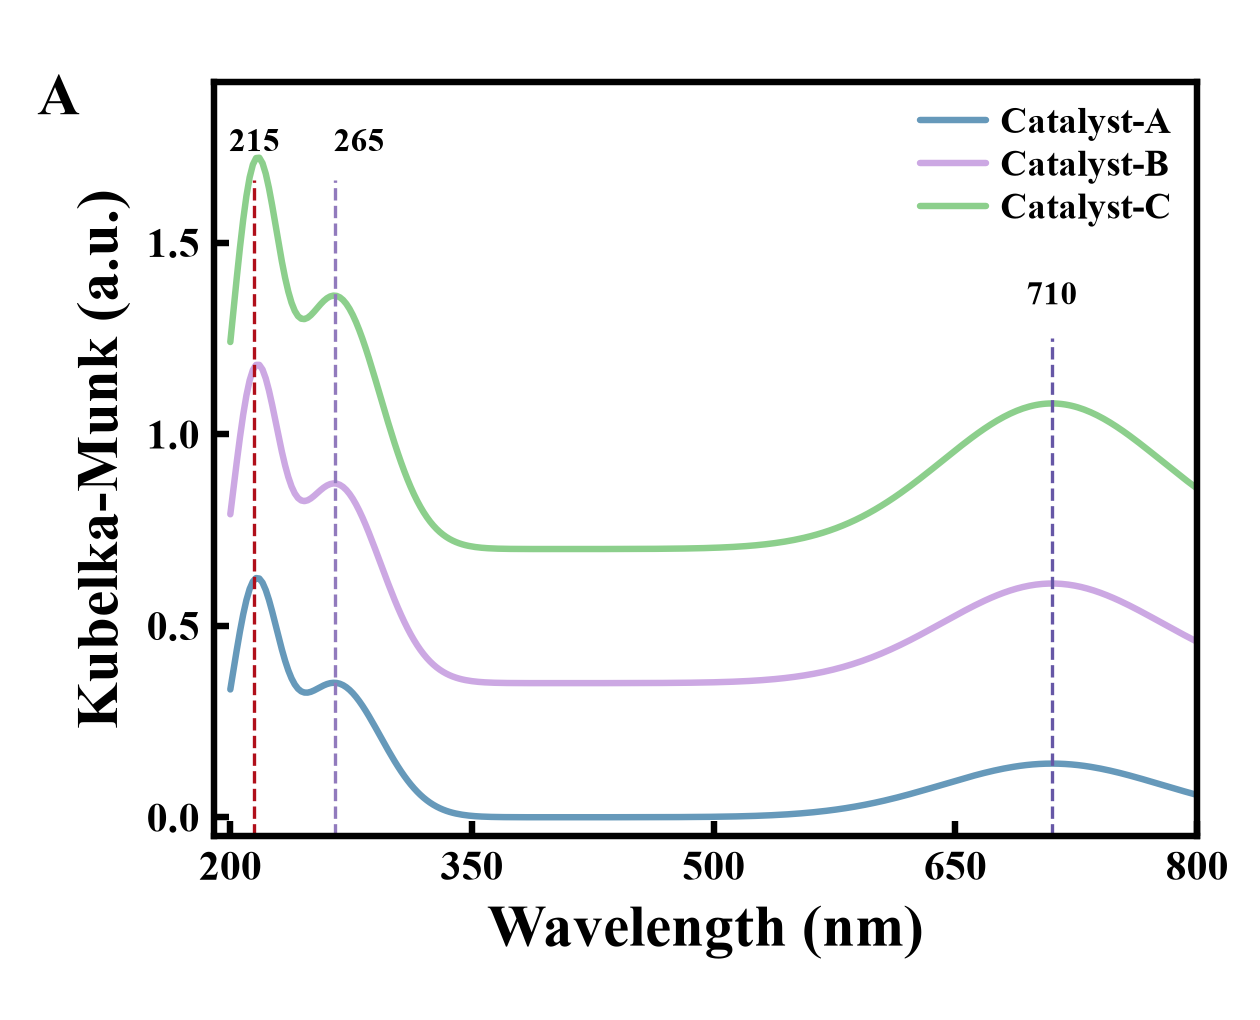 A
215
265
710
Catalyst-A
Catalyst-B
Catalyst-C
Kubelka-Munk (a.u.)
1.5
1.0
0.5
0.0
200 350 500 650 800
Wavelength (nm)